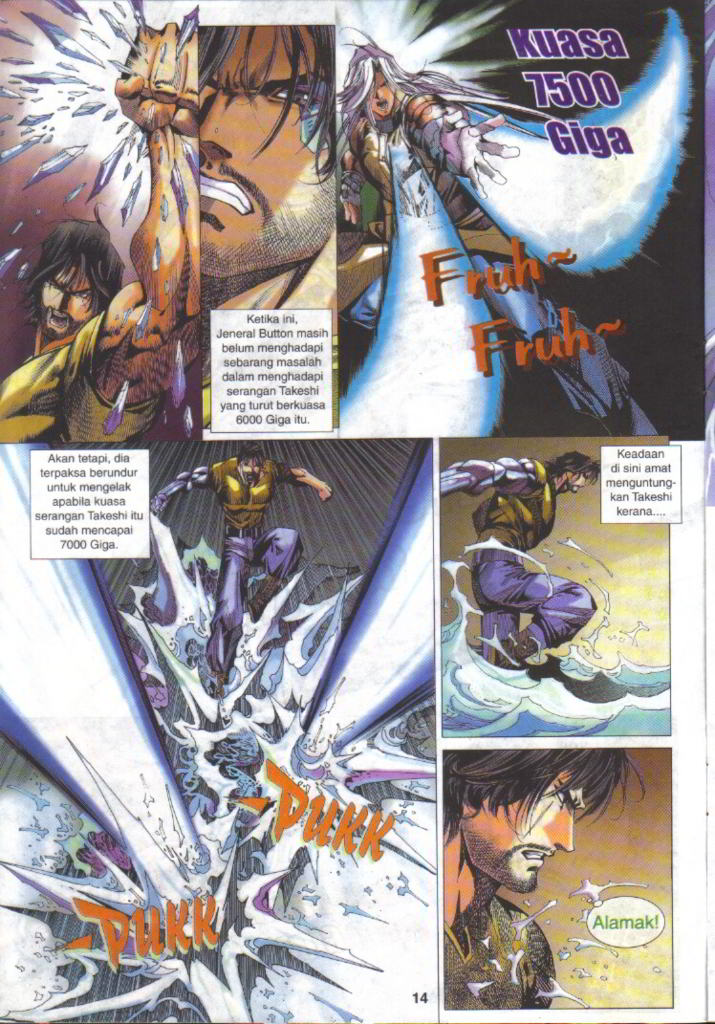 Kuasa
7500
Giga
Fruh~
Fruh~
Ketika ini,
Jeneral Button masih
belum menghadapi
sebarang masalah
dalam menghadapi
serangan Takeshi
yang turut berkuasa
6000 Giga itu.
Akan tetapi, dia
terpaksa berundur
untuk mengelak
apabila kuasa
serangan Takeshi itu
sudah mencapai
7000 Giga.
Keadaan
di sini amat
menguntung-
kan Takeshi
kerana....
-PUKK
-PUKK
Alamak!
14